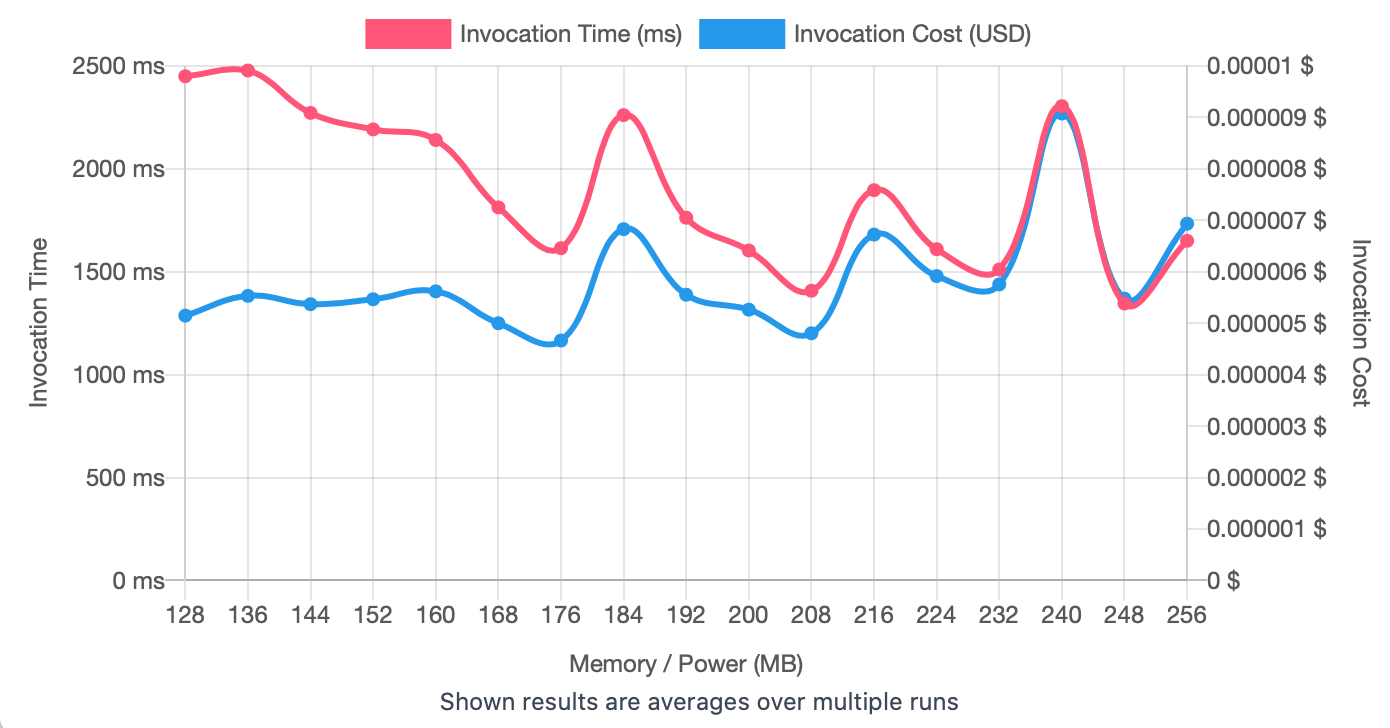 Invocation Time (ms) Invocation Cost (USD)
2500 ms
2000 ms
1500 ms
1000 ms
500 ms
0 ms
Invocation Time
0.00001 $
0.000009 $
0.000008 $
0.000007 $
0.000006 $
0.000005 $
0.000004 $
0.000003 $
0.000002 $
0.000001 $
0 $
Invocation Cost
128 136 144 152 160 168 176 184 192 200 208 216 224 232 240 248 256
Memory / Power (MB)
Shown results are averages over multiple runs